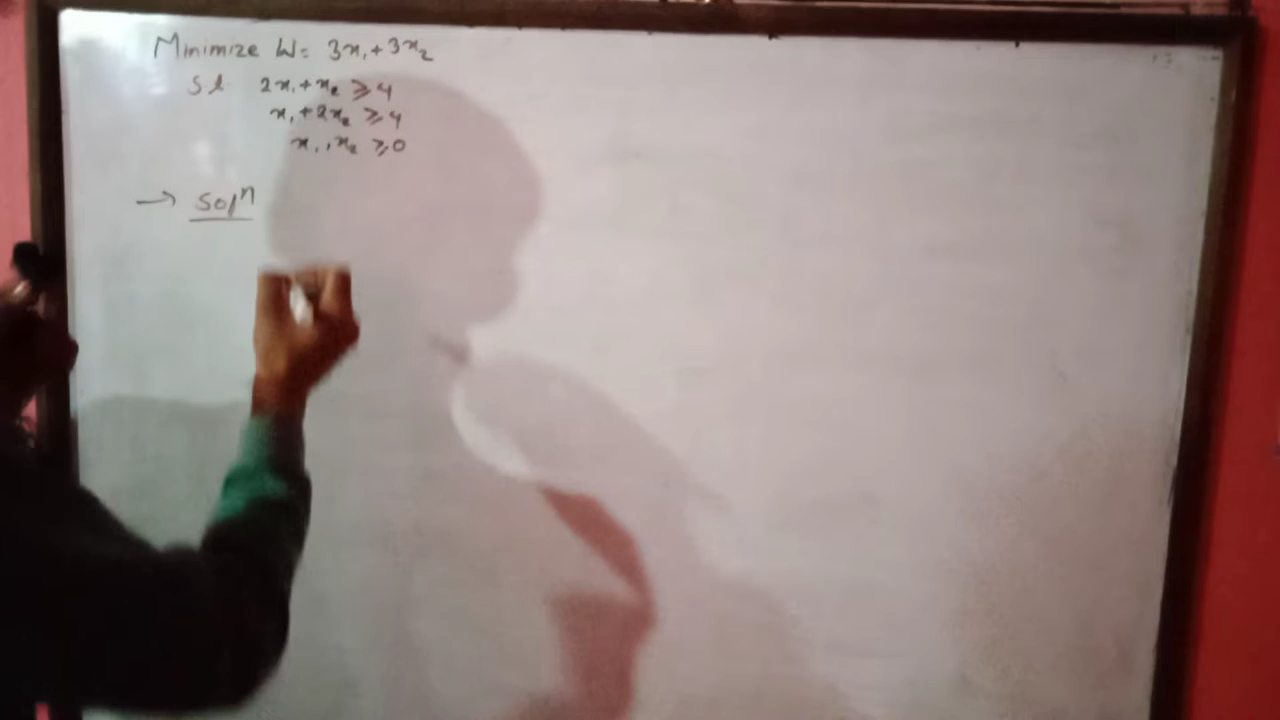 Minimize W = 3x₁ + 3x₂
S.t. 2x₁ + x₂ ≥ 4
x₁ + 2x₂ ≥ 4
x₁, x₂ ≥ 0
→ Solⁿ